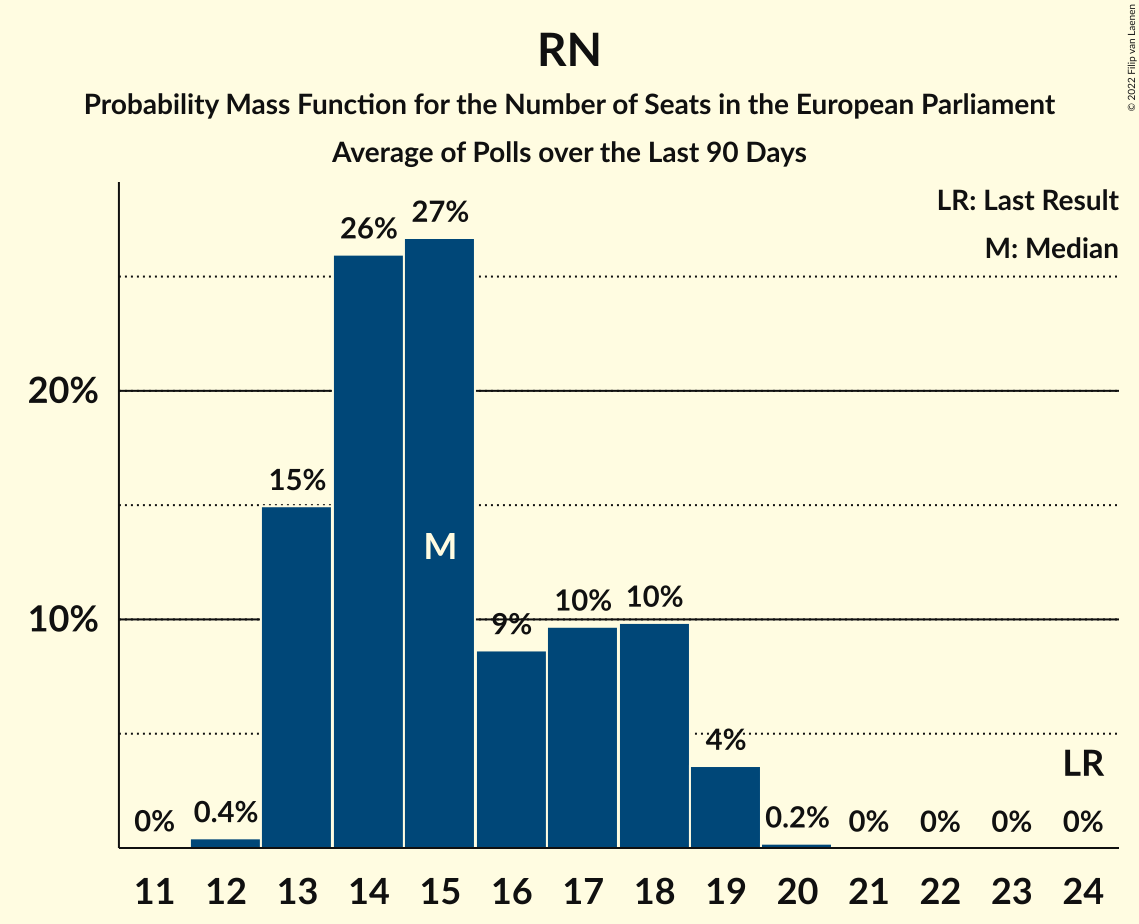 RN
Probability Mass Function for the Number of Seats in the European Parliament
Average of Polls over the Last 90 Days
© 2022 Filip van Laenen
LR: Last Result
M: Median
27%
26%
20%
15%
M
10%
10%
10%
9%
4%
LR
0%
0.4%
0.2%
0%
0%
0%
0%
11 12 13 14 15 16 17 18 19 20 21 22 23 24